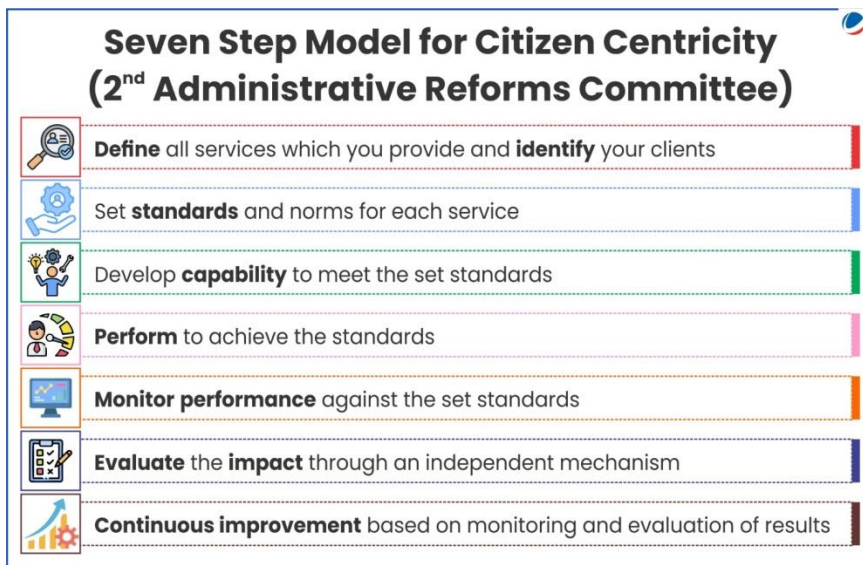 Seven Step Model for Citizen Centricity
(2nd Administrative Reforms Committee)
Define all services which you provide and identify your clients
Set standards and norms for each service
Develop capability to meet the set standards
Perform to achieve the standards
Monitor performance against the set standards
Evaluate the impact through an independent mechanism
Continuous improvement based on monitoring and evaluation of results